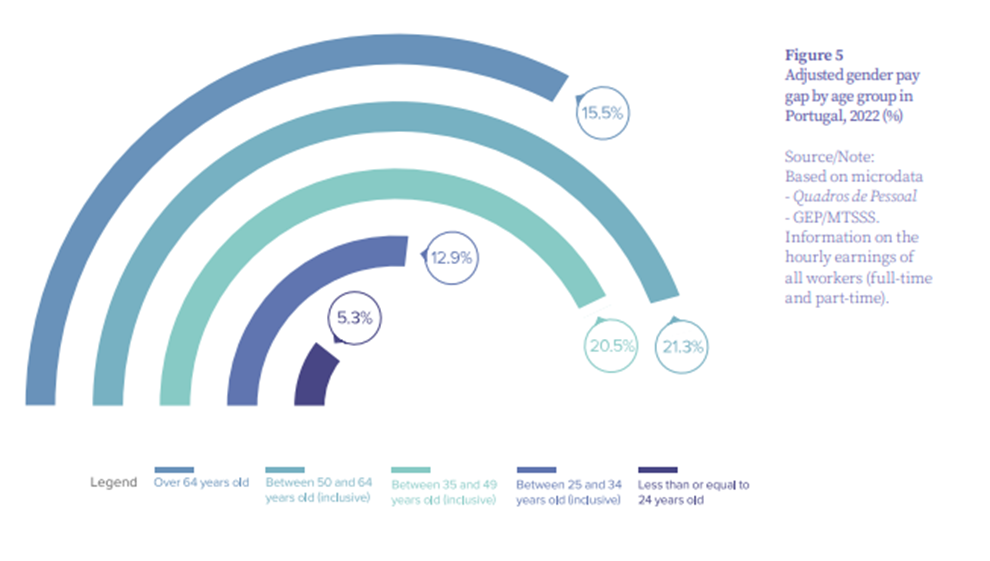 Figure 5
Adjusted gender pay
gap by age group in
Portugal, 2022 (%)
Source/Note:
Based on microdata
- Quadros de Pessoal
- GEP/MTSSS.
Information on the
hourly earnings of
all workers (full-time
and part-time).
15.5%
12.9%
5.3%
20.5%
21.3%
Legend
Over 64 years old
Between 50 and 64
years old (inclusive)
Between 35 and 49
years old (inclusive)
Between 25 and 34
years old (inclusive)
Less than or equal to
24 years old